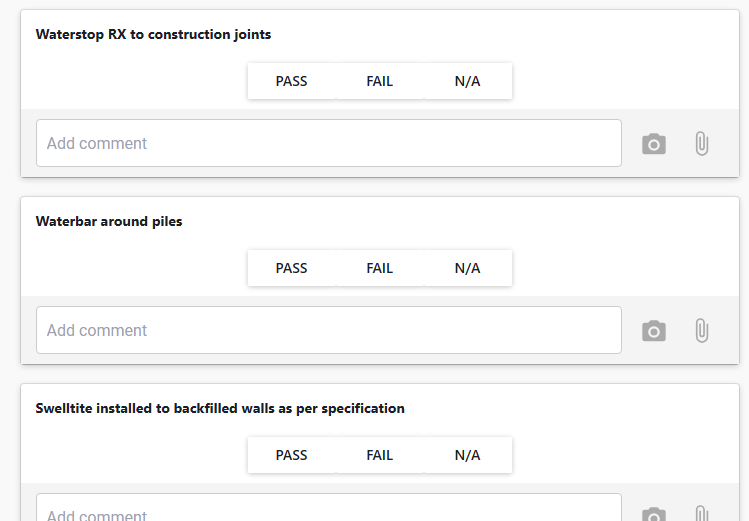 Waterstop RX to construction joints
PASS FAIL N/A
Add comment
Waterbar around piles
PASS FAIL N/A
Add comment
Swelltite installed to backfilled walls as per specification
PASS FAIL N/A
Add comment